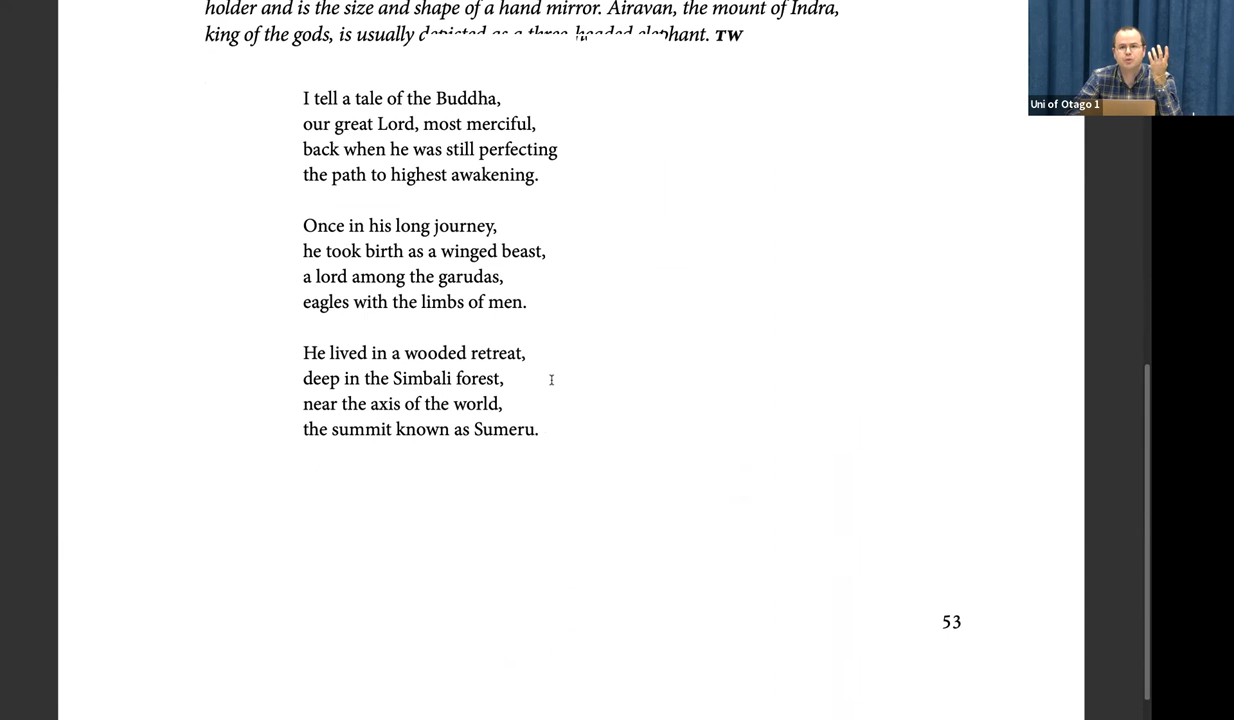 holder and is the size and shape of a hand mirror. Airavan, the mount of Indra,
king of the gods, is usually depicted as a three-headed elephant. TW
I tell a tale of the Buddha,
our great Lord, most merciful,
back when he was still perfecting
the path to highest awakening.
Once in his long journey,
he took birth as a winged beast,
a lord among the garudas,
eagles with the limbs of men.
He lived in a wooded retreat,
deep in the Simbali forest,
near the axis of the world,
the summit known as Sumeru.
53
Uni of Otago 1